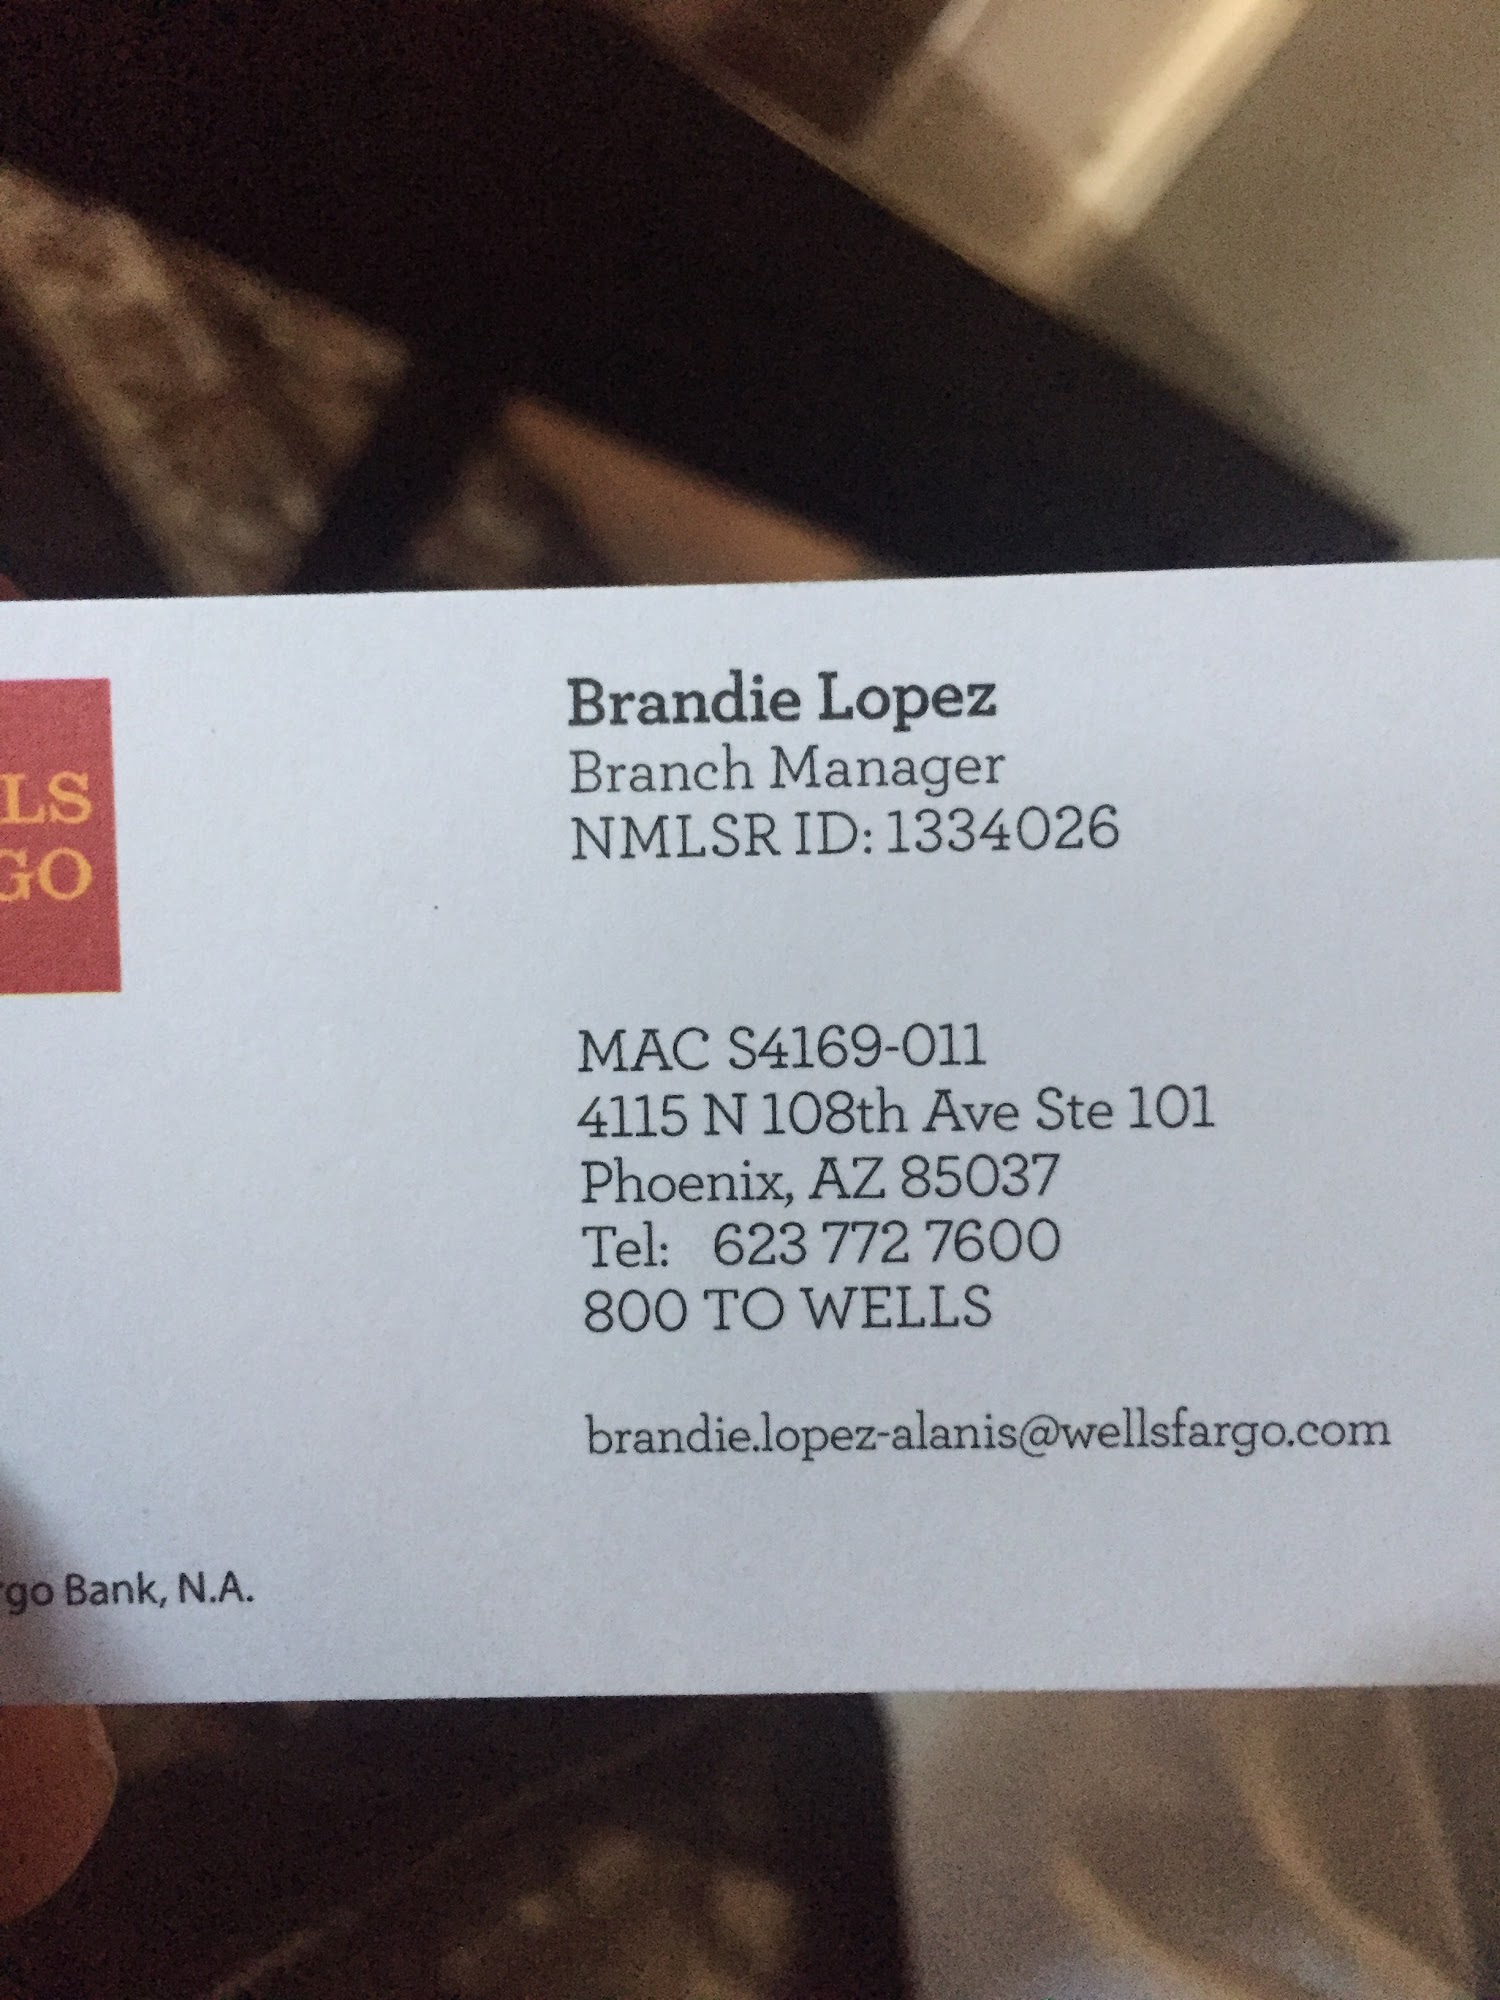 LS
GO
Brandie Lopez
Branch Manager
NMLSR ID: 1334026
MAC S4169-011
4115 N 108th Ave Ste 101
Phoenix, AZ 85037
Tel: 623 772 7600
800 TO WELLS
brandie.lopez-alanis@wellsfargo.com
go Bank, N.A.